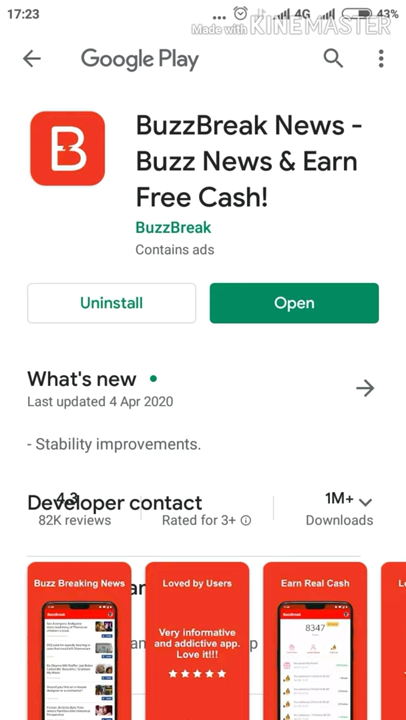 17:23
4G
43%
Made with KINEMASTER
Google Play
B
BuzzBreak News -
Buzz News & Earn
Free Cash!
BuzzBreak
Contains ads
Uninstall
Open
What's new
Last updated 4 Apr 2020
- Stability improvements.
4.3
Developer contact
1M+
82K reviews
Rated for 3+
Downloads
Buzz Breaking News
Loved by Users
Earn Real Cash
BuzzBreak
Very informative
and addictive app.
Love it!!!
BuzzBreak
8347